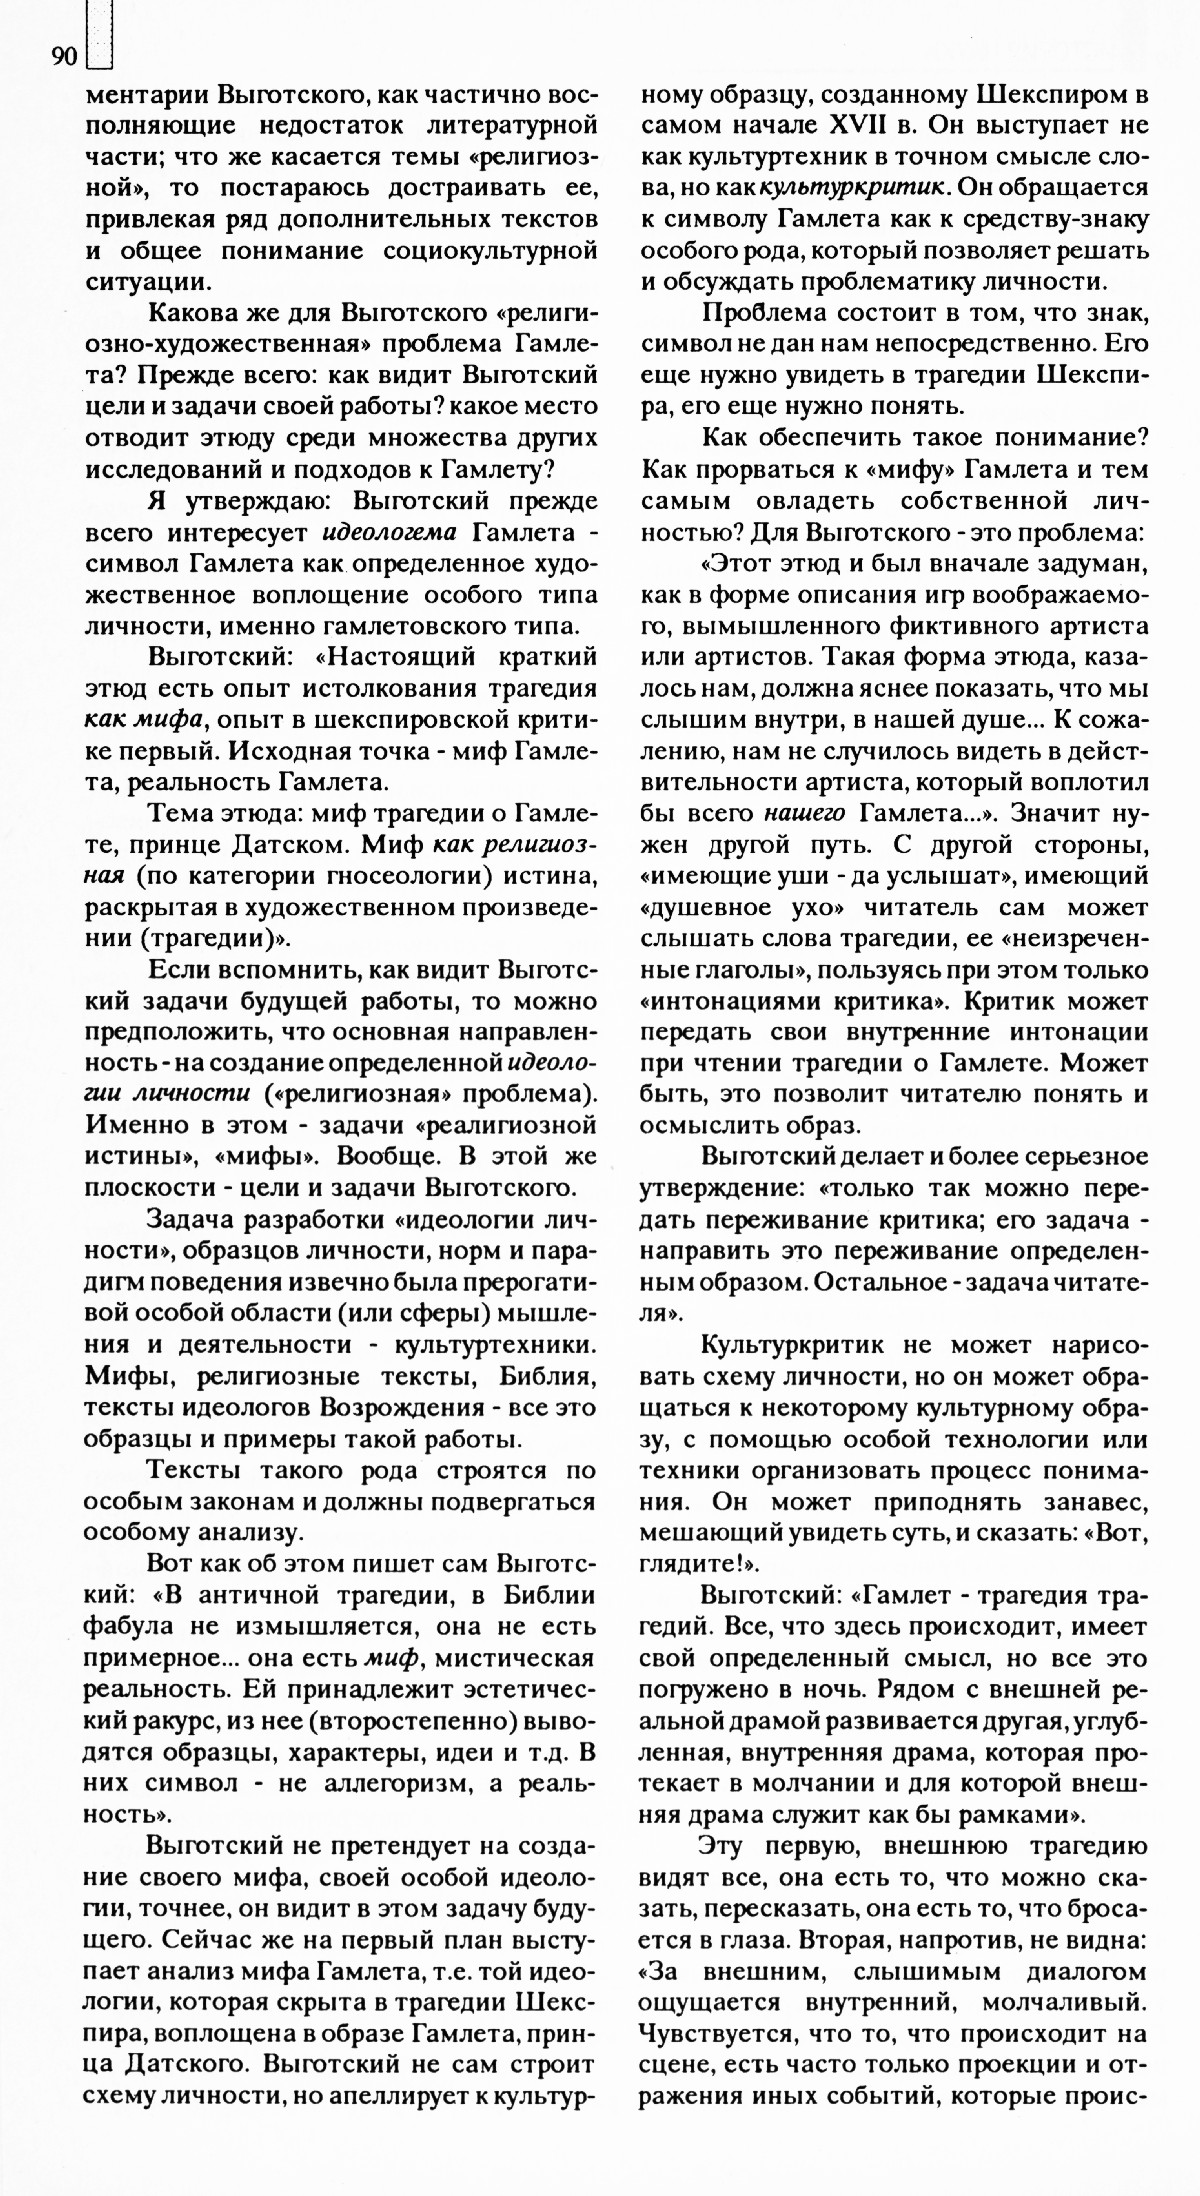 90
ментарии Выготского, как частично вос-
полняющие недостаток литературной
части; что же касается темы «религиоз-
ной», то постараюсь достраивать ее,
привлекая ряд дополнительных текстов
и общее понимание социокультурной
ситуации.
Какова же для Выготского «религи-
озно-художественная» проблема Гамле-
та? Прежде всего: как видит Выготский
цели и задачи своей работы? какое место
отводит этюду среди множества других
исследований и подходов к Гамлету?
Я утверждаю: Выготский прежде
всего интересует идеологема Гамлета -
символ Гамлета как определенное худо-
жественное воплощение особого типа
личности, именно гамлетовского типа.
Выготский: «Настоящий краткий
этюд есть опыт истолкования трагедия
как мифа, опыт в шекспировской крити-
ке первый. Исходная точка - миф Гамле-
та, реальность Гамлета.
Тема этюда: миф трагедии о Гамле-
те, принце Датском. Миф как религиоз-
ная (по категории гносеологии) истина,
раскрытая в художественном произведе-
нии (трагедии)».
Если вспомнить, как видит Выготс-
кий задачи будущей работы, то можно
предположить, что основная направлен-
ность - на создание определенной идеоло-
гии личности («религиозная» проблема).
Именно в этом - задачи «реалигиозной
истины», «мифы». Вообще. В этой же
плоскости - цели и задачи Выготского.
Задача разработки «идеологии лич-
ности», образцов личности, норм и пара-
дигм поведения извечно была прерогати-
вой особой области (или сферы) мышле-
ния и деятельности - культуртехники.
Мифы, религиозные тексты, Библия,
тексты идеологов Возрождения - все это
образцы и примеры такой работы.
Тексты такого рода строятся по
особым законам и должны подвергаться
особому анализу.
Вот как об этом пишет сам Выготс-
кий: «В античной трагедии, в Библии
фабула не измышляется, она не есть
примерное... она есть миф, мистическая
реальность. Ей принадлежит эстетичес-
кий ракурс, из нее (второстепенно) выво-
дятся образцы, характеры, идеи и т.д. В
них символ - не аллегоризм, а реаль-
ность».
Выготский не претендует на созда-
ние своего мифа, своей особой идеоло-
гии, точнее, он видит в этом задачу буду-
щего. Сейчас же на первый план высту-
пает анализ мифа Гамлета, т.е. той идео-
логии, которая скрыта в трагедии Шекс-
пира, воплощена в образе Гамлета, прин-
ца Датского. Выготский не сам строит
схему личности, но апеллирует к культур-
ному образцу, созданному Шекспиром в
самом начале XVII в. Он выступает не
как культуртехник в точном смысле сло-
ва, но как культуркритик. Он обращается
к символу Гамлета как к средству-знаку
особого рода, который позволяет решать
и обсуждать проблематику личности.
Проблема состоит в том, что знак,
символ не дан нам непосредственно. Его
еще нужно увидеть в трагедии Шекспи-
ра, его еще нужно понять.
Как обеспечить такое понимание?
Как прорваться к «мифу» Гамлета и тем
самым овладеть собственной лич-
ностью? Для Выготского - это проблема:
«Этот этюд и был вначале задуман,
как в форме описания игр воображаемо-
го, вымышленного фиктивного артиста
или артистов. Такая форма этюда, каза-
лось нам, должна яснее показать, что мы
слышим внутри, в нашей душе... К сожа-
лению, нам не случилось видеть в дейст-
вительности артиста, который воплотил
бы всего нашего Гамлета...». Значит ну-
жен другой путь. С другой стороны,
«имеющие уши - да услышат», имеющий
«душевное ухо» читатель сам может
слышать слова трагедии, ее «неизречен-
ные глаголы», пользуясь при этом только
«интонациями критика». Критик может
передать свои внутренние интонации
при чтении трагедии о Гамлете. Может
быть, это позволит читателю понять и
осмыслить образ.
Выготский делает и более серьезное
утверждение: «только так можно пере-
дать переживание критика; его задача -
направить это переживание определен-
ным образом. Остальное - задача читате-
ля».
Культуркритик не может нарисо-
вать схему личности, но он может обра-
щаться к некоторому культурному обра-
зу, с помощью особой технологии или
техники организовать процесс понима-
ния. Он может приподнять занавес,
мешающий увидеть суть, и сказать: «Вот,
глядите!».
Выготский: «Гамлет - трагедия тра-
гедий. Все, что здесь происходит, имеет
свой определенный смысл, но все это
погружено в ночь. Рядом с внешней ре-
альной драмой развивается другая, углуб-
ленная, внутренняя драма, которая про-
текает в молчании и для которой внеш-
няя драма служит как бы рамками».
Эту первую, внешнюю трагедию
видят все, она есть то, что можно ска-
зать, пересказать, она есть то, что броса-
ется в глаза. Вторая, напротив, не видна:
«За внешним, слышимым диалогом
ощущается внутренний, молчаливый.
Чувствуется, что то, что происходит на
сцене, есть часто только проекции и от-
ражения иных событий, которые проис-